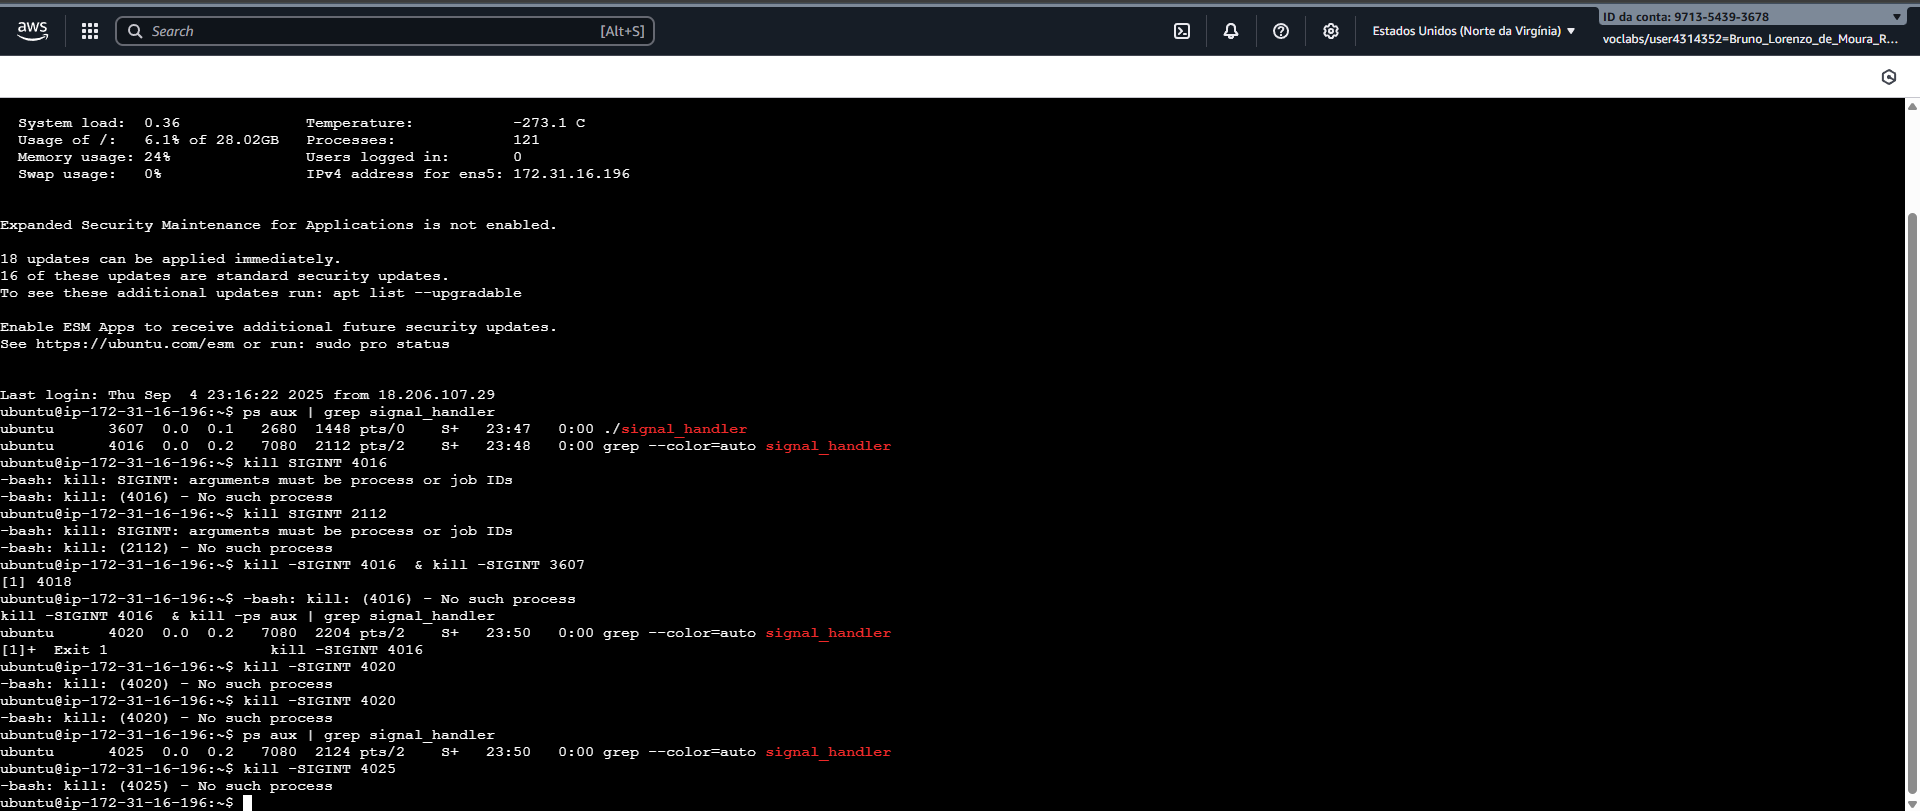 aws
Search [Alt+S]
Estados Unidos (Norte da Virgínia)
ID da conta: 9713-5439-3678
voclabs/user4314352=Bruno_Lorenzo_de_Moura_R...
System load: 0.36 Temperature: -273.1 C
Usage of /: 6.1% of 28.02GB Processes: 121
Memory usage: 24% Users logged in: 0
Swap usage: 0% IPv4 address for ens5: 172.31.16.196
Expanded Security Maintenance for Applications is not enabled.
18 updates can be applied immediately.
16 of these updates are standard security updates.
To see these additional updates run: apt list --upgradable
Enable ESM Apps to receive additional future security updates.
See https://ubuntu.com/esm or run: sudo pro status
Last login: Thu Sep  4 23:16:22 2025 from 18.206.107.29
ubuntu@ip-172-31-16-196:~$ ps aux | grep signal_handler
ubuntu 3607 0.0 0.1 2680 1448 pts/0 S+ 23:47 0:00 ./signal_handler
ubuntu 4016 0.0 0.2 7080 2112 pts/2 S+ 23:48 0:00 grep --color=auto signal_handler
ubuntu@ip-172-31-16-196:~$ kill SIGINT 4016
-bash: kill: SIGINT: arguments must be process or job IDs
-bash: kill: (4016) - No such process
ubuntu@ip-172-31-16-196:~$ kill SIGINT 2112
-bash: kill: SIGINT: arguments must be process or job IDs
-bash: kill: (2112) - No such process
ubuntu@ip-172-31-16-196:~$ kill -SIGINT 4016  & kill -SIGINT 3607
[1] 4018
ubuntu@ip-172-31-16-196:~$ -bash: kill: (4016) - No such process
kill -SIGINT 4016  & kill -ps aux | grep signal_handler
ubuntu 4020 0.0 0.2 7080 2204 pts/2 S+ 23:50 0:00 grep --color=auto signal_handler
[1]+  Exit 1 kill -SIGINT 4016
ubuntu@ip-172-31-16-196:~$ kill -SIGINT 4020
-bash: kill: (4020) - No such process
ubuntu@ip-172-31-16-196:~$ kill -SIGINT 4020
-bash: kill: (4020) - No such process
ubuntu@ip-172-31-16-196:~$ ps aux | grep signal_handler
ubuntu 4025 0.0 0.2 7080 2124 pts/2 S+ 23:50 0:00 grep --color=auto signal_handler
ubuntu@ip-172-31-16-196:~$ kill -SIGINT 4025
-bash: kill: (4025) - No such process
ubuntu@ip-172-31-16-196:~$